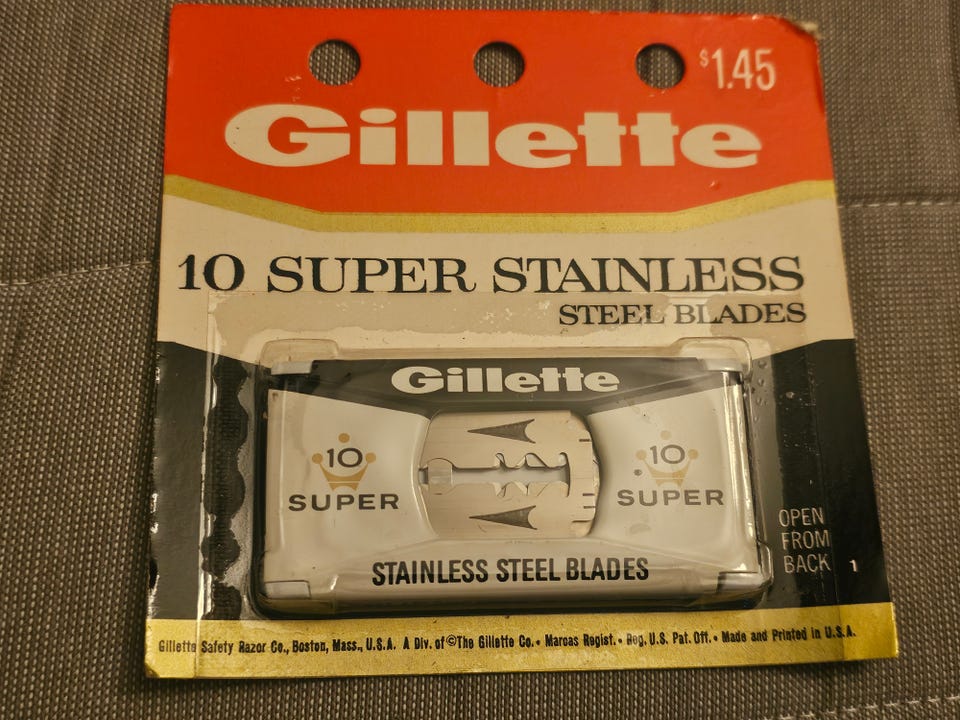 $1.45
Gillette
10 SUPER STAINLESS
STEEL BLADES
Gillette
10
SUPER
10
SUPER
STAINLESS STEEL BLADES
OPEN
FROM
BACK 1
Gillette Safety Razor Co., Boston, Mass., U.S.A. A Div. of ©The Gillette Co. • Marcas Regist. • Reg. U.S. Pat. Off. • Made and Printed in U.S.A.